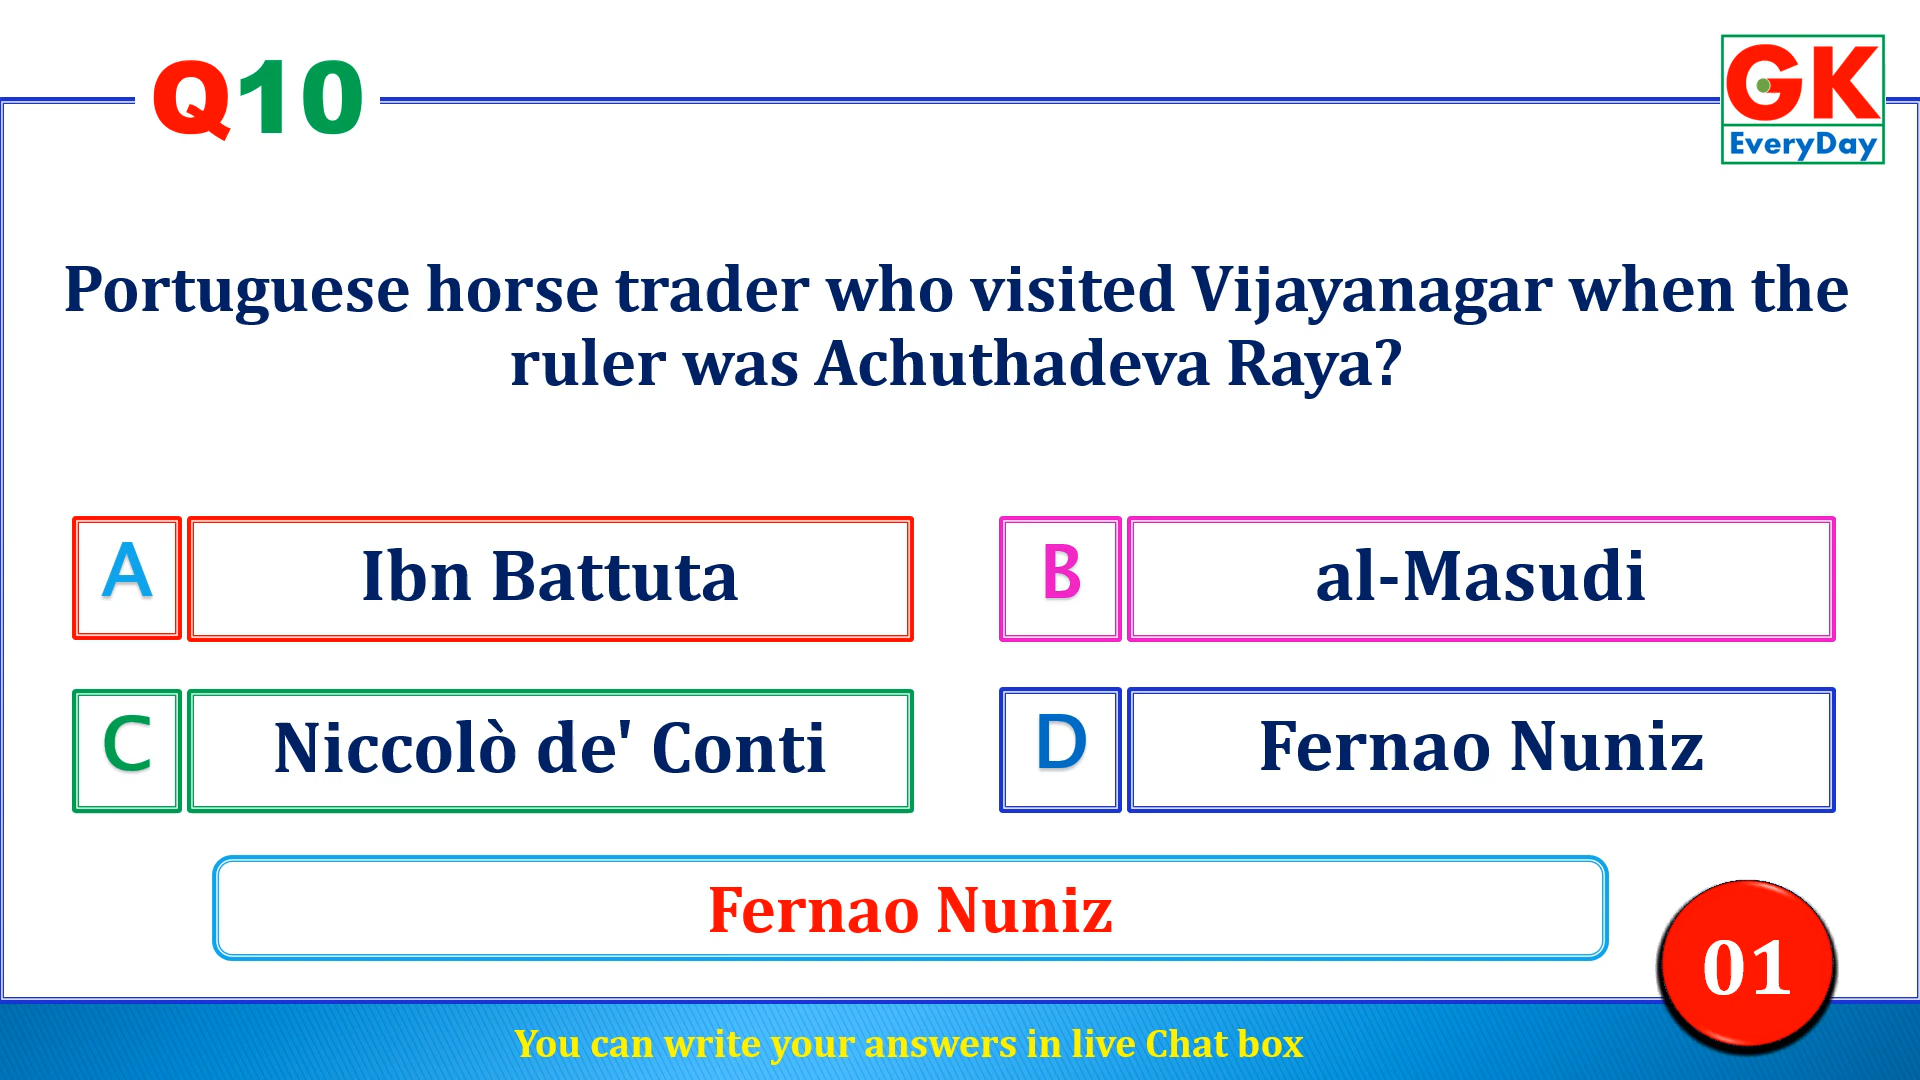 Q10
GK
EveryDay
Portuguese horse trader who visited Vijayanagar when the
ruler was Achuthadeva Raya?
A Ibn Battuta
B al-Masudi
C Niccolò de' Conti
D Fernao Nuniz
Fernao Nuniz
01
You can write your answers in live Chat box